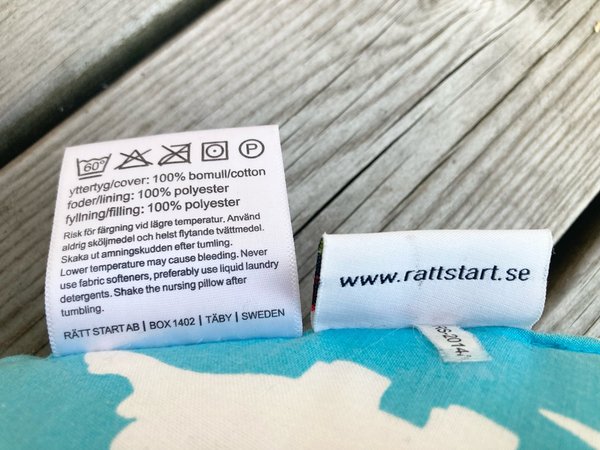 60°
P
yttertyg/cover: 100% bomull/cotton
foder/lining: 100% polyester
fyllning/filling: 100% polyester
Risk för färgning vid lägre temperatur. Använd
aldrig sköljmedel och helst flytande tvättmedel.
Skaka ut amningskudden efter tumling.
Lower temperature may cause bleeding. Never
use fabric softeners, preferably use liquid laundry
detergents. Shake the nursing pillow after
tumbling.
RÄTT START AB | BOX 1402 | TÄBY | SWEDEN
www.rattstart.se